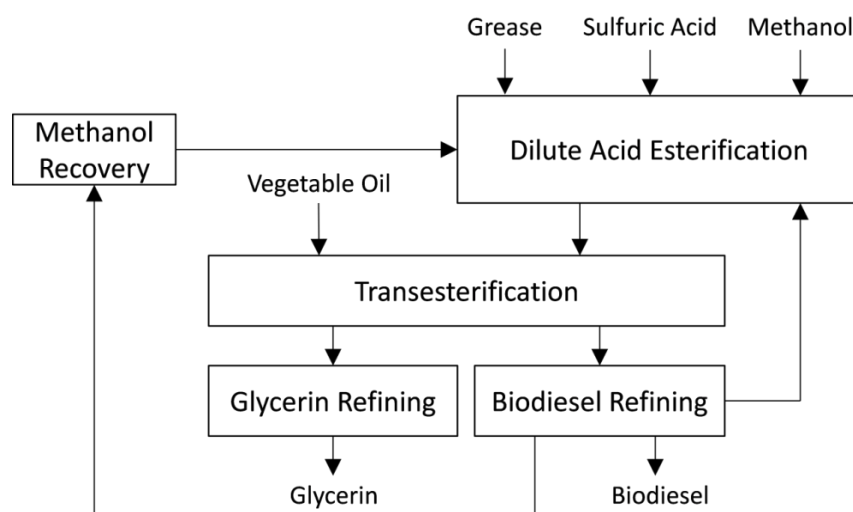 Grease
Sulfuric Acid
Methanol
Methanol
Recovery
Dilute Acid Esterification
Vegetable Oil
Transesterification
Glycerin Refining
Biodiesel Refining
Glycerin
Biodiesel